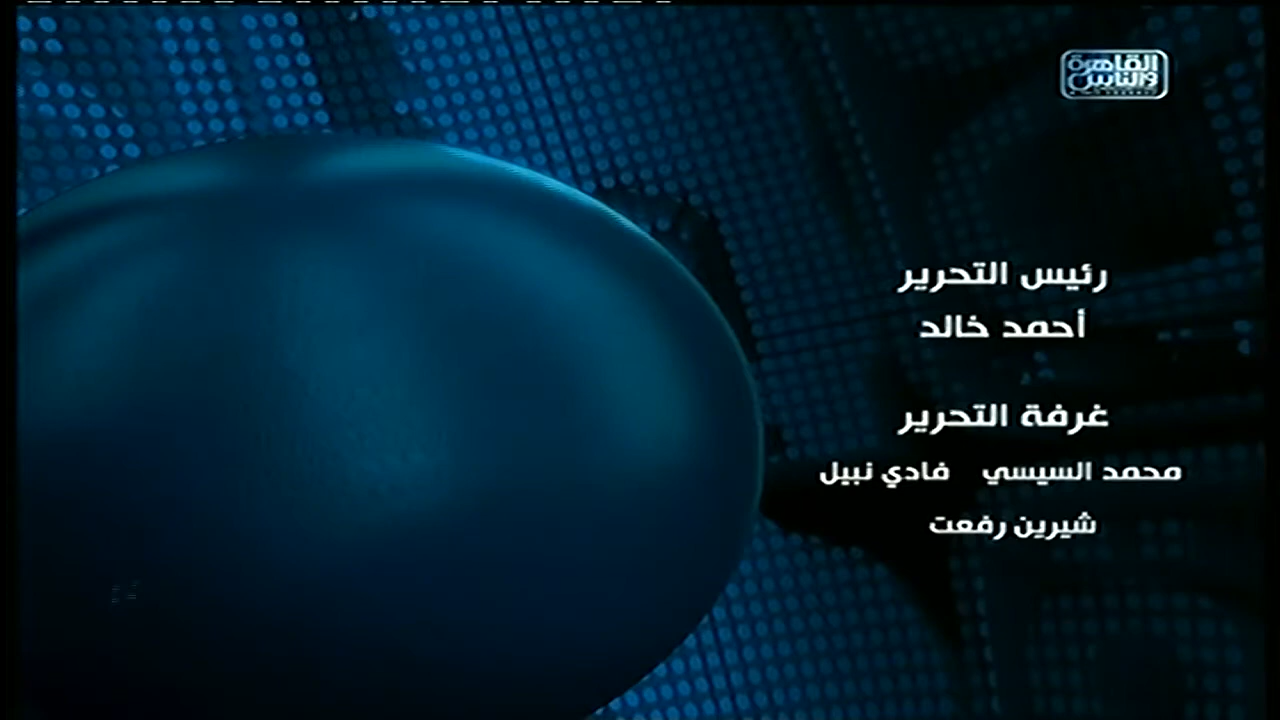 القاهرة
والناس
رئيس التحرير
أحمد خالد
غرفة التحرير
محمد السيسي فادي نبيل
شيرين رفعت